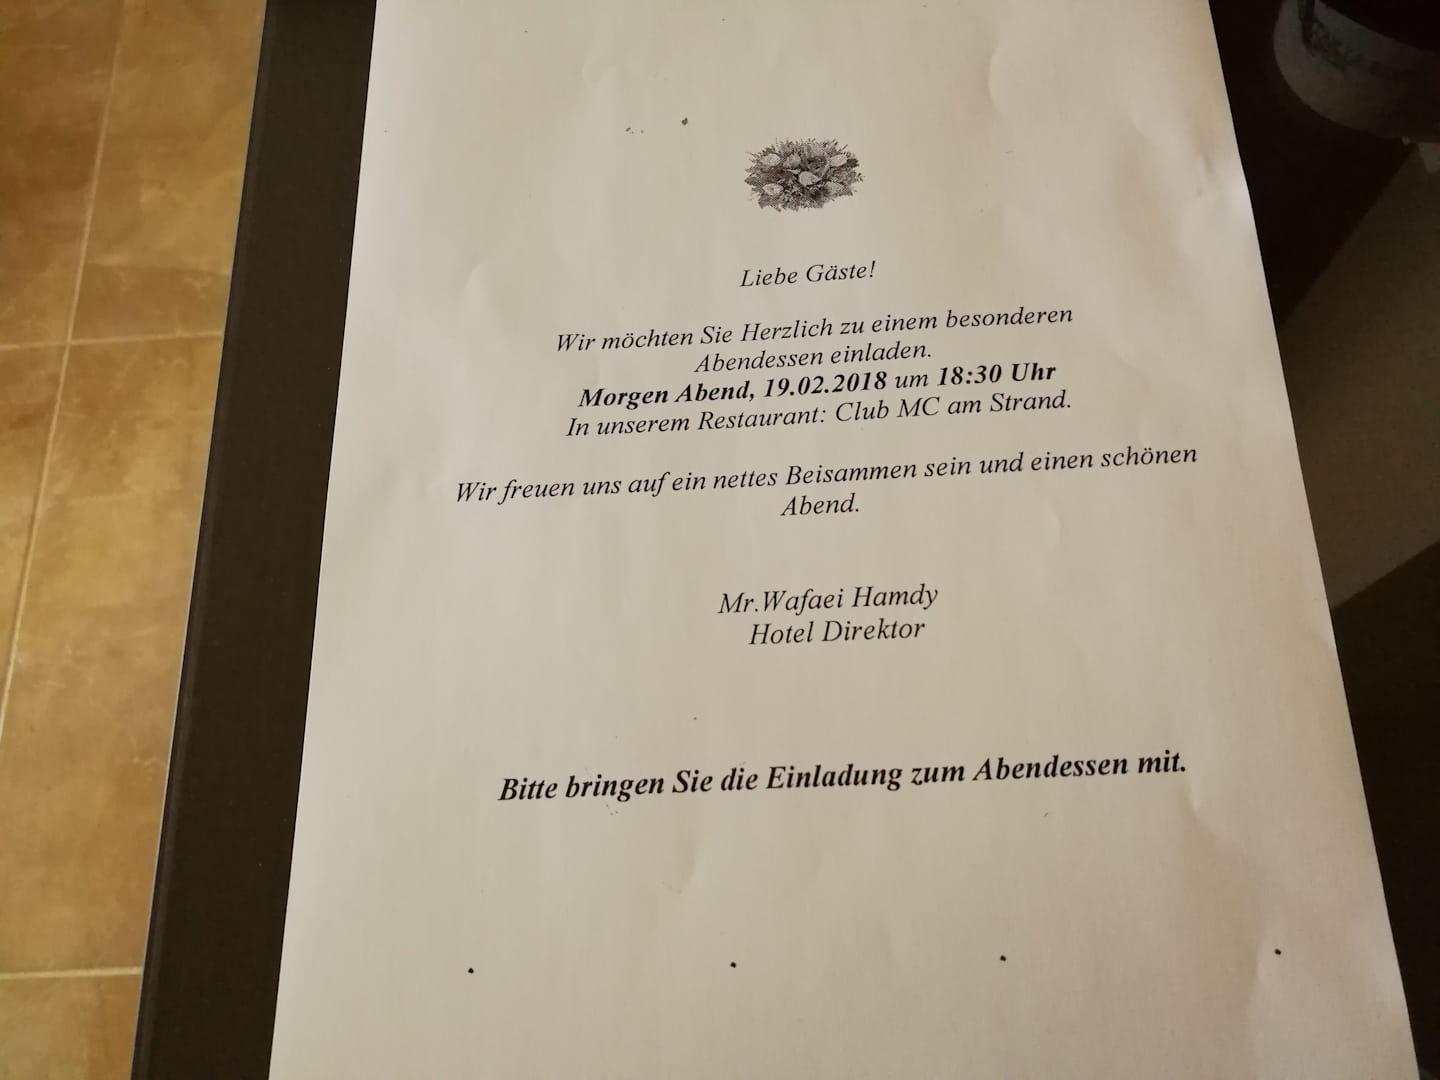 Liebe Gäste!
Wir möchten Sie Herzlich zu einem besonderen
Abendessen einladen.
Morgen Abend, 19.02.2018 um 18:30 Uhr
In unserem Restaurant: Club MC am Strand.
Wir freuen uns auf ein nettes Beisammen sein und einen schönen
Abend.
Mr.Wafaei Hamdy
Hotel Direktor
Bitte bringen Sie die Einladung zum Abendessen mit.